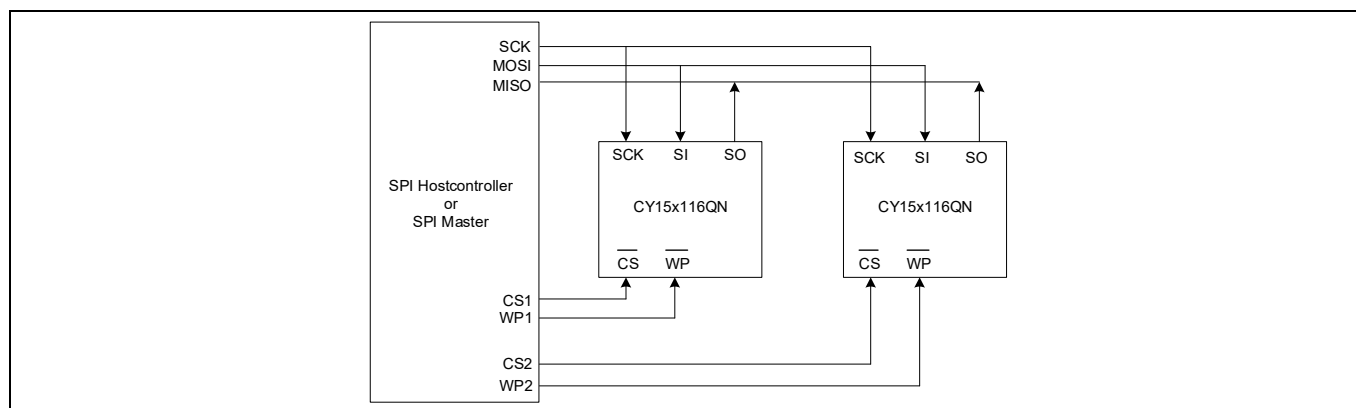 SCK
MOSI
MISO
SPI Hostcontroller
or
SPI Master
CS1
WP1
CS2
WP2
SCK SI SO
CY15x116QN
CS WP
SCK SI SO
CY15x116QN
CS WP